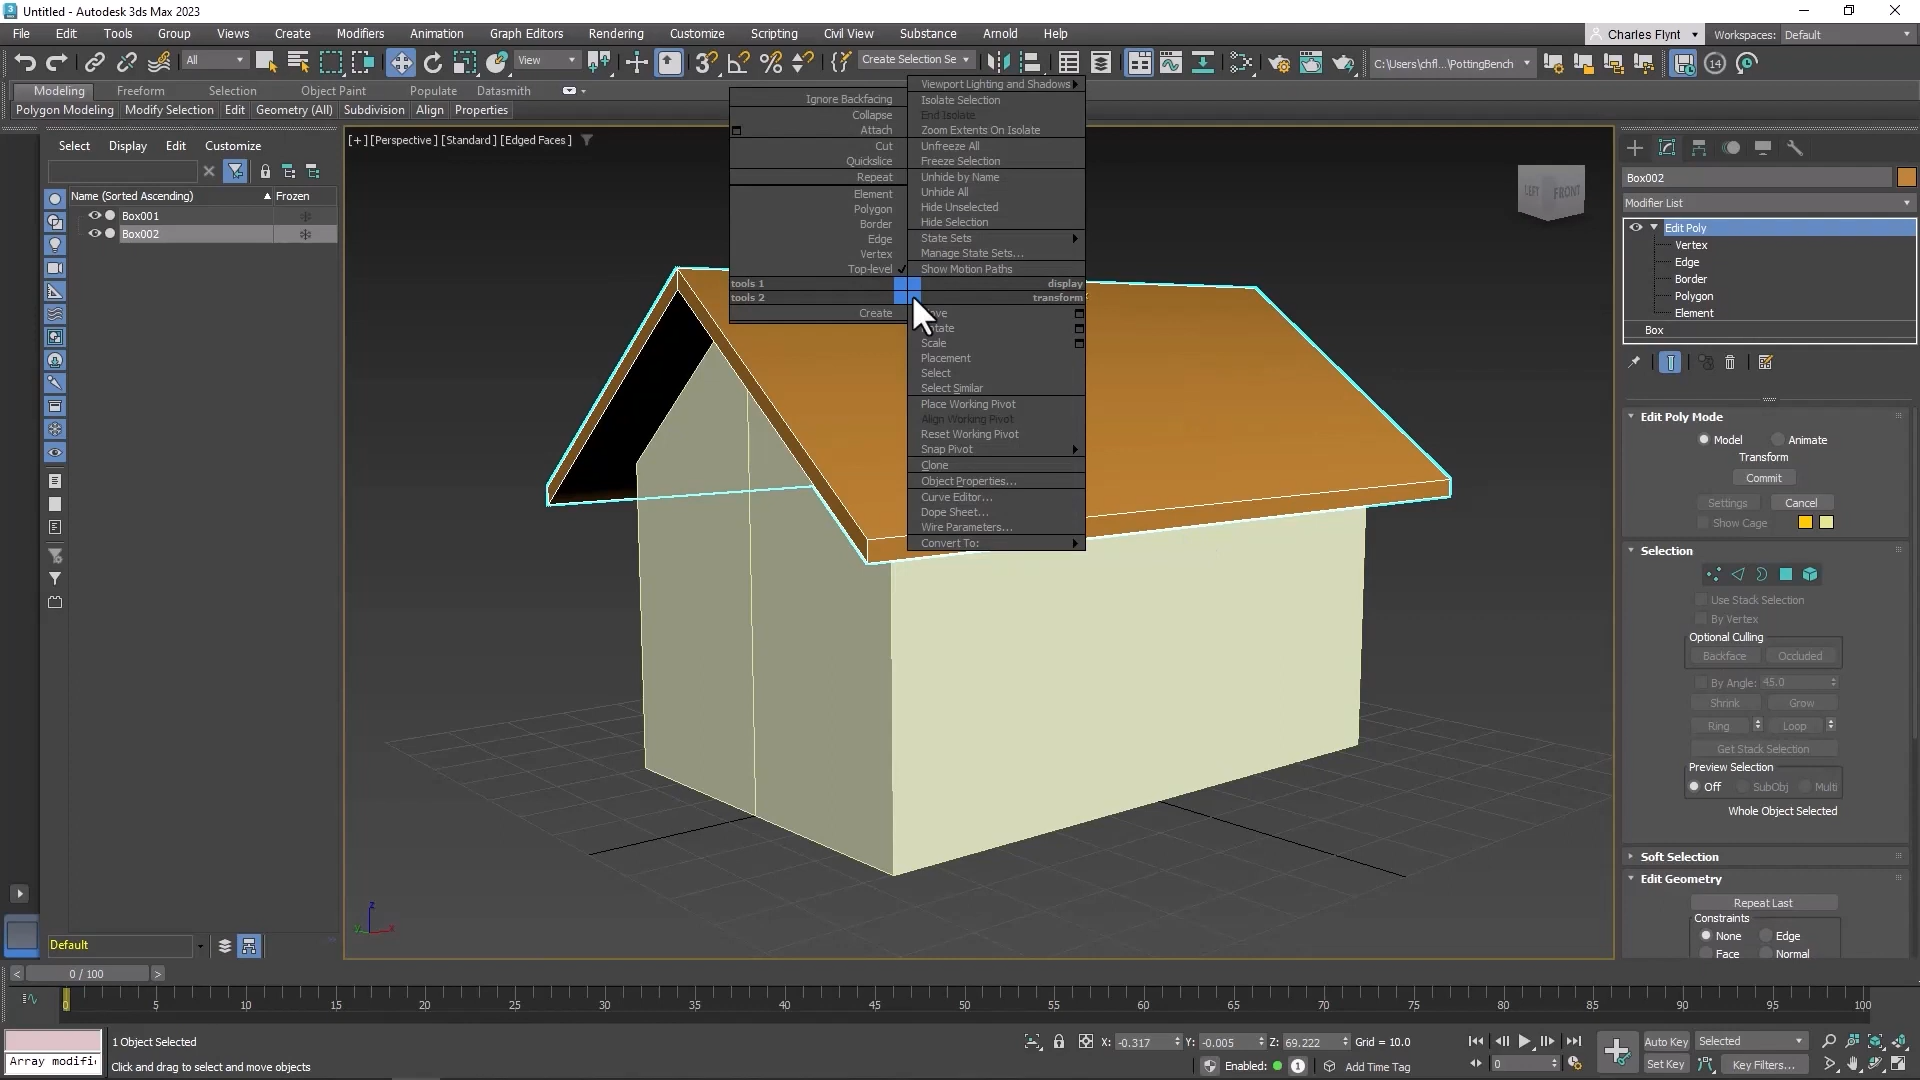 Untitled - Autodesk 3ds Max 2023
File Edit Tools Group Views Create Modifiers Animation Graph Editors Rendering Customize Scripting Civil View Substance Arnold Help
Charles Flynt Workspaces: Default
All View Create Selection Se C:\Users\chfl...\PottingBench 14
Modeling Freeform Selection Object Paint Populate Datasmith
Polygon Modeling Modify Selection Edit Geometry (All) Subdivision Align Properties
Select Display Edit Customize
Name (Sorted Ascending) Frozen
Box001
Box002
[+] [Perspective] [Standard] [Edged Faces]
Ignore Backfacing
Collapse
Attach
Cut
Quickslice
Repeat
Element
Polygon
Border
Edge
Vertex
Top-level
tools 1
tools 2
Create
Viewport Lighting and Shadows
Isolate Selection
End Isolate
Zoom Extents On Isolate
Unfreeze All
Freeze Selection
Unhide by Name
Unhide All
Hide Unselected
Hide Selection
State Sets
Manage State Sets...
Show Motion Paths
display
transform
Scale
Placement
Select
Select Similar
Place Working Pivot
Align Working Pivot
Reset Working Pivot
Snap Pivot
Clone
Object Properties...
Curve Editor...
Dope Sheet...
Wire Parameters...
Convert To:
LEFT FRONT
Box002
Modifier List
Edit Poly
Vertex
Edge
Border
Polygon
Element
Box
Edit Poly Mode
Model Animate
Transform
Commit
Settings Cancel
Show Cage
Selection
Use Stack Selection
By Vertex
Optional Culling
Backface Occluded
By Angle: 45.0
Shrink Grow
Ring Loop
Get Stack Selection
Preview Selection
Off SubObj Multi
Whole Object Selected
Soft Selection
Edit Geometry
Repeat Last
Constraints
None Edge
Face Normal
z
y x
Default
< 0 / 100 >
0 5 10 15 20 25 30 35 40 45 50 55 60 65 70 75 80 85 90 95 100
1 Object Selected
X: -0.317 Y: -0.005 Z: 69.222 Grid = 10.0
Auto Key Selected
Array modifi
Click and drag to select and move objects
Enabled: 1 Add Time Tag
0 Set Key Key Filters...